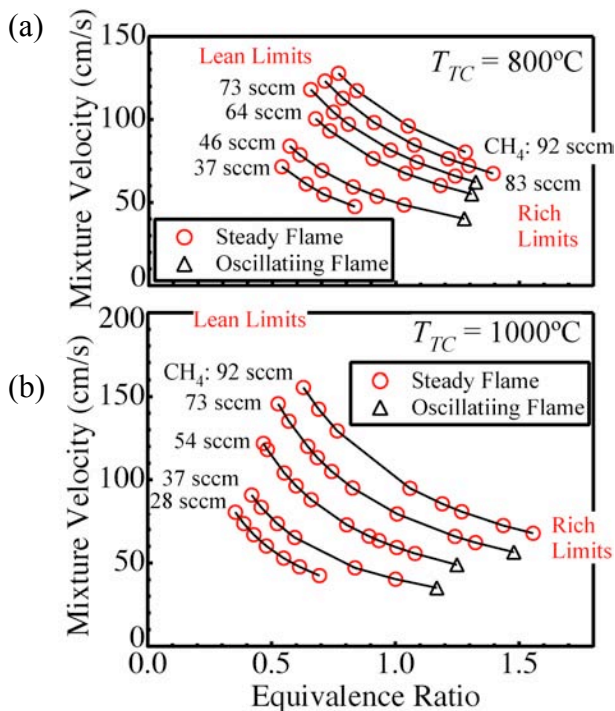 (a)
Mixture Velocity (cm/s)
150
100
50
0
Lean Limits
T_TC = 800ºC
73 sccm
64 sccm
46 sccm
37 sccm
CH4: 92 sccm
83 sccm
Rich
Limits
Steady Flame
Oscillatiing Flame
(b)
Mixture Velocity (cm/s)
200
150
100
50
0
Lean Limits
T_TC = 1000ºC
CH4: 92 sccm
73 sccm
54 sccm
37 sccm
28 sccm
Steady Flame
Oscillatiing Flame
Rich
Limits
0.0 0.5 1.0 1.5
Equivalence Ratio